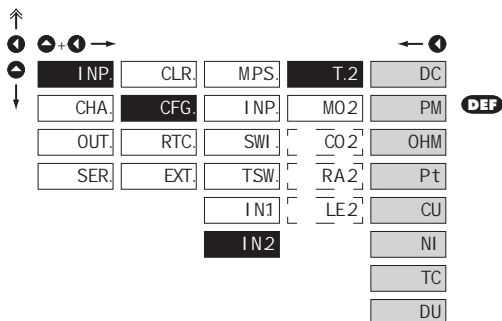 INP. CLR. MPS. T.2 DC
CHA. CFG. INP. MO2 PM DEF
OUT. RTC. SWI. CO2 OHM
SER. EXT. TSW. RA2 Pt
IN1 LE2 CU
IN2 NI
TC
DU